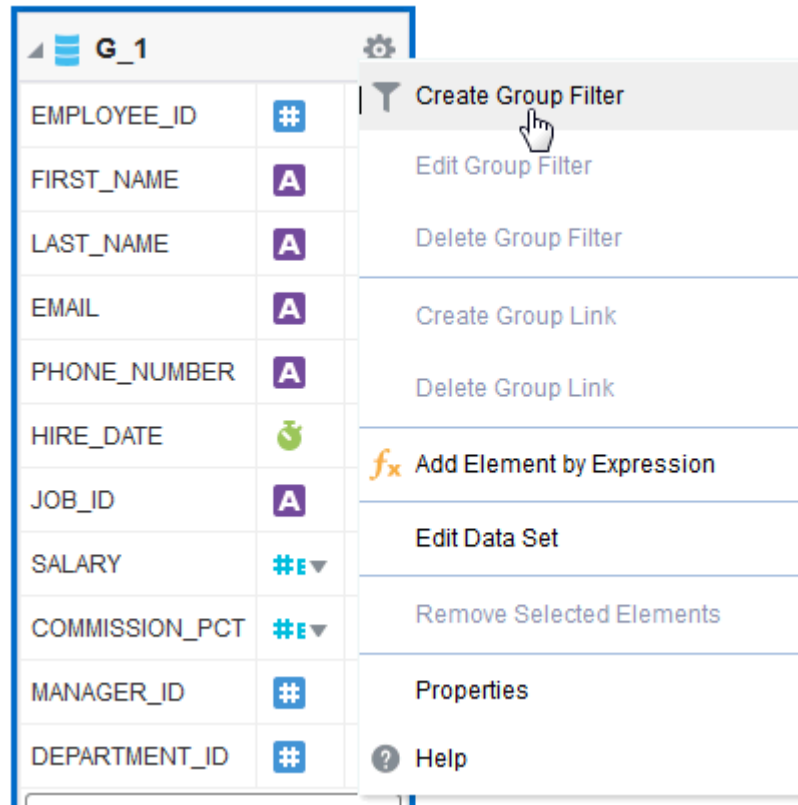 G_1
EMPLOYEE_ID
FIRST_NAME
LAST_NAME
EMAIL
PHONE_NUMBER
HIRE_DATE
JOB_ID
SALARY
COMMISSION_PCT
MANAGER_ID
DEPARTMENT_ID
#
A
A
A
A
A
#E
#E
#
#
Create Group Filter
Edit Group Filter
Delete Group Filter
Create Group Link
Delete Group Link
fx Add Element by Expression
Edit Data Set
Remove Selected Elements
Properties
? Help